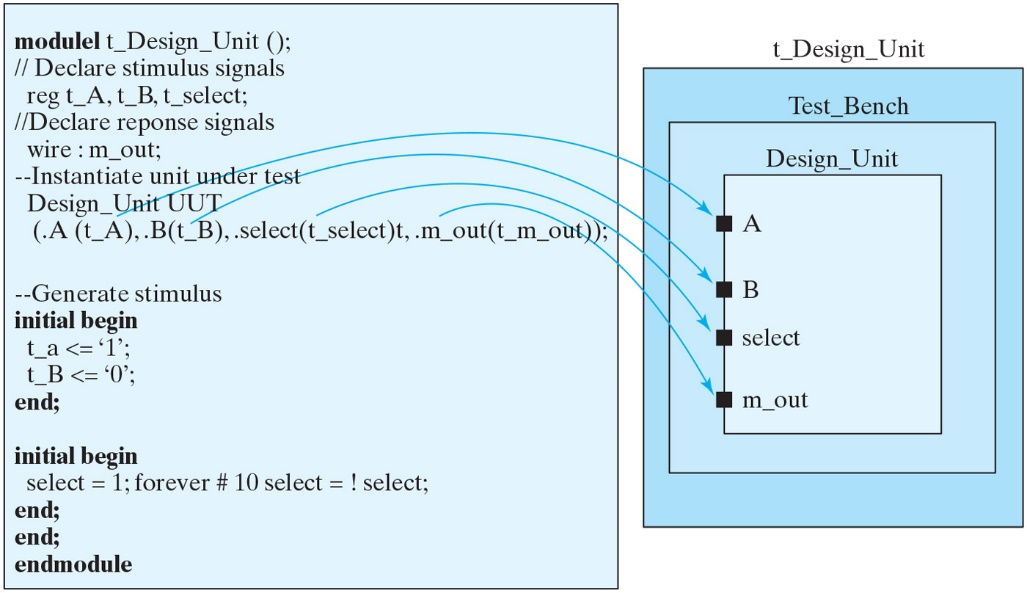 modulel t_Design_Unit ();
// Declare stimulus signals
reg t_A, t_B, t_select;
//Declare reponse signals
wire : m_out;
--Instantiate unit under test
Design_Unit UUT
(.A (t_A), .B(t_B), .select(t_select)t, .m_out(t_m_out));
--Generate stimulus
initial begin
t_a <= ‘1’;
t_B <= ‘0’;
end;
initial begin
select = 1; forever # 10 select = ! select;
end;
end;
endmodule
t_Design_Unit
Test_Bench
Design_Unit
A
B
select
m_out